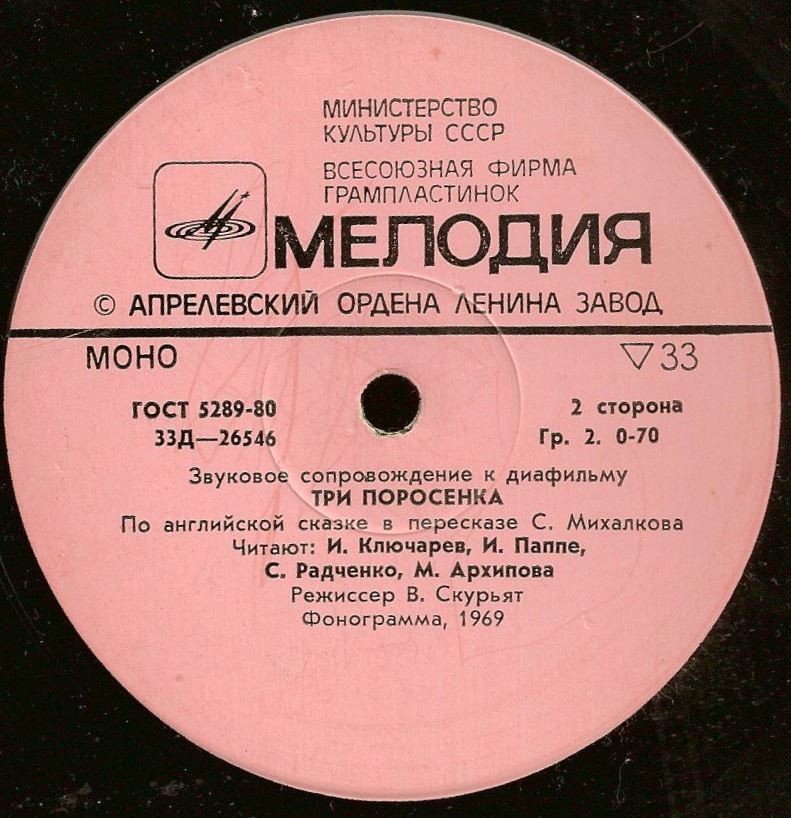 МИНИСТЕРСТВО
КУЛЬТУРЫ СССР
ВСЕСОЮЗНАЯ ФИРМА
ГРАМПЛАСТИНОК
МЕЛОДИЯ
© АПРЕЛЕВСКИЙ ОРДЕНА ЛЕНИНА ЗАВОД
МОНО ▽33
ГОСТ 5289-80 2 сторона
33Д—26546 Гр. 2. 0-70
Звуковое сопровождение к диафильму
ТРИ ПОРОСЕНКА
По английской сказке в пересказе С. Михалкова
Читают: И. Ключарев, И. Паппе,
С. Радченко, М. Архипова
Режиссер В. Скурьят
Фонограмма, 1969